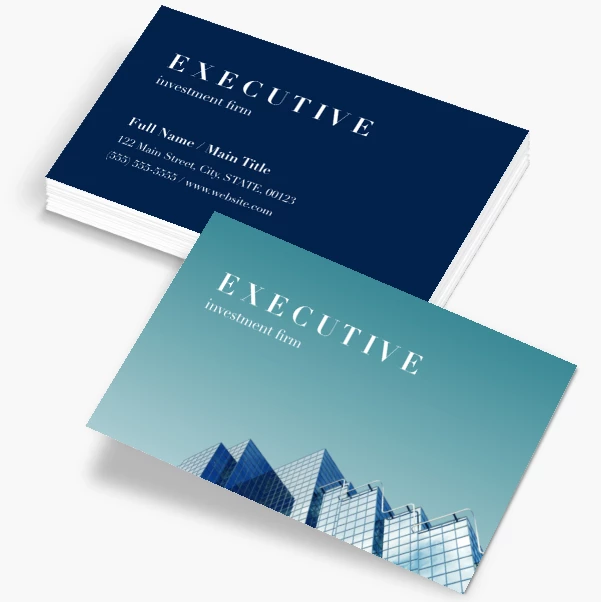 EXECUTIVE
investment firm
Full Name / Main Title
122 Main Street, City, STATE, 00123
(555) 555-5555 / www.website.com
EXECUTIVE
investment firm